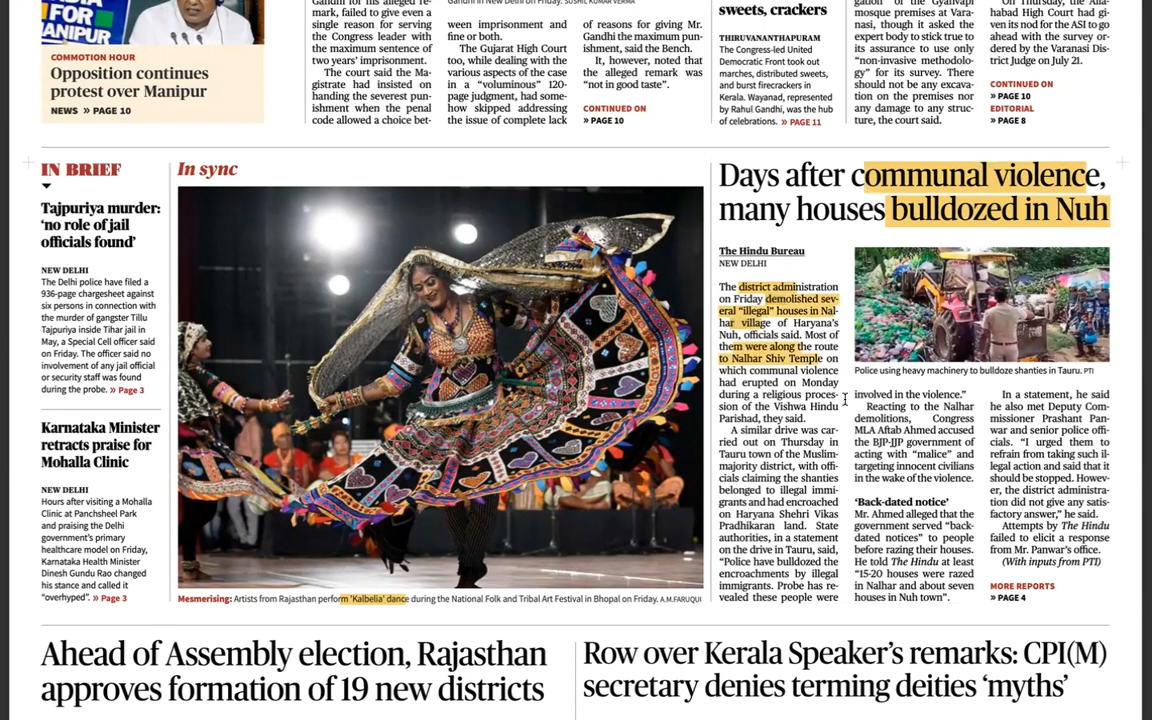 INDIA
FOR
MANIPUR
COMMOTION HOUR
Opposition continues
protest over Manipur
NEWS » PAGE 10
Gandhi for his alleged re-
mark, failed to give even a
single reason for serving
the Congress leader with
the maximum sentence of
two years' imprisonment.
The court said the Ma-
gistrate had insisted on
handing the severest pun-
ishment when the penal
code allowed a choice bet-
Gandhi in New Delhi on Friday. SUSHIL KUMAR VERMA
ween imprisonment and
fine or both.
The Gujarat High Court
too, while dealing with the
various aspects of the case
in a “voluminous” 120-
page judgment, had some-
how skipped addressing
the issue of complete lack
of reasons for giving Mr.
Gandhi the maximum pun-
ishment, said the Bench.
It, however, noted that
the alleged remark was
“not in good taste”.
CONTINUED ON
» PAGE 10
sweets, crackers
THIRUVANANTHAPURAM
The Congress-led United
Democratic Front took out
marches, distributed sweets,
and burst firecrackers in
Kerala. Wayanad, represented
by Rahul Gandhi, was the hub
of celebrations. » PAGE 11
gation” of the Gyanvapi
mosque premises at Vara-
nasi, though it asked the
expert body to stick true to
its assurance to use only
“non-invasive methodolo-
gy” for its survey. There
should not be any excava-
tion on the premises nor
any damage to any struc-
ture, the court said.
On Thursday, the Alla-
habad High Court had gi-
ven its nod for the ASI to go
ahead with the survey or-
dered by the Varanasi Dis-
trict Judge on July 21.
CONTINUED ON
» PAGE 10
EDITORIAL
» PAGE 8
IN BRIEF
Tajpuriya murder:
‘no role of jail
officials found’
NEW DELHI
The Delhi police have filed a
936-page chargesheet against
six persons in connection with
the murder of gangster Tillu
Tajpuriya inside Tihar jail in
May, a Special Cell officer said
on Friday. The officer said no
involvement of any jail official
or security staff was found
during the probe. » Page 3
Karnataka Minister
retracts praise for
Mohalla Clinic
NEW DELHI
Hours after visiting a Mohalla
Clinic at Panchsheel Park
and praising the Delhi
government's primary
healthcare model on Friday,
Karnataka Health Minister
Dinesh Gundu Rao changed
his stance and called it
“overhyped”. » Page 3
In sync
Mesmerising: Artists from Rajasthan perform ‘Kalbelia’ dance during the National Folk and Tribal Art Festival in Bhopal on Friday. A.M. FARUQUI
Days after communal violence,
many houses bulldozed in Nuh
The Hindu Bureau
NEW DELHI
The district administration
on Friday demolished sev-
eral “illegal” houses in Nal-
har village of Haryana's
Nuh, officials said. Most of
them were along the route
to Nalhar Shiv Temple on
which communal violence
had erupted on Monday
during a religious proces-
sion of the Vishwa Hindu
Parishad, they said.
A similar drive was car-
ried out on Thursday in
Tauru town of the Muslim-
majority district, with offi-
cials claiming the shanties
belonged to illegal immi-
grants and had encroached
on Haryana Shehri Vikas
Pradhikaran land. State
authorities, in a statement
on the drive in Tauru, said,
“Police have bulldozed the
encroachments by illegal
immigrants. Probe has re-
vealed these people were
Police using heavy machinery to bulldoze shanties in Tauru. PTI
involved in the violence.”
Reacting to the Nalhar
demolitions, Congress
MLA Aftab Ahmed accused
the BJP-JJP government of
acting with “malice” and
targeting innocent civilians
in the wake of the violence.
‘Back-dated notice’
Mr. Ahmed alleged that the
government served “back-
dated notices” to people
before razing their houses.
He told The Hindu at least
“15-20 houses were razed
in Nalhar and about seven
houses in Nuh town”.
In a statement, he said
he also met Deputy Com-
missioner Prashant Pan-
war and senior police offi-
cials. “I urged them to
refrain from taking such il-
legal action and said that it
should be stopped. Howev-
er, the district administra-
tion did not give any satis-
factory answer,” he said.
Attempts by The Hindu
failed to elicit a response
from Mr. Panwar's office.
(With inputs from PTI)
MORE REPORTS
» PAGE 4
Ahead of Assembly election, Rajasthan
approves formation of 19 new districts
Row over Kerala Speaker's remarks: CPI(M)
secretary denies terming deities ‘myths’